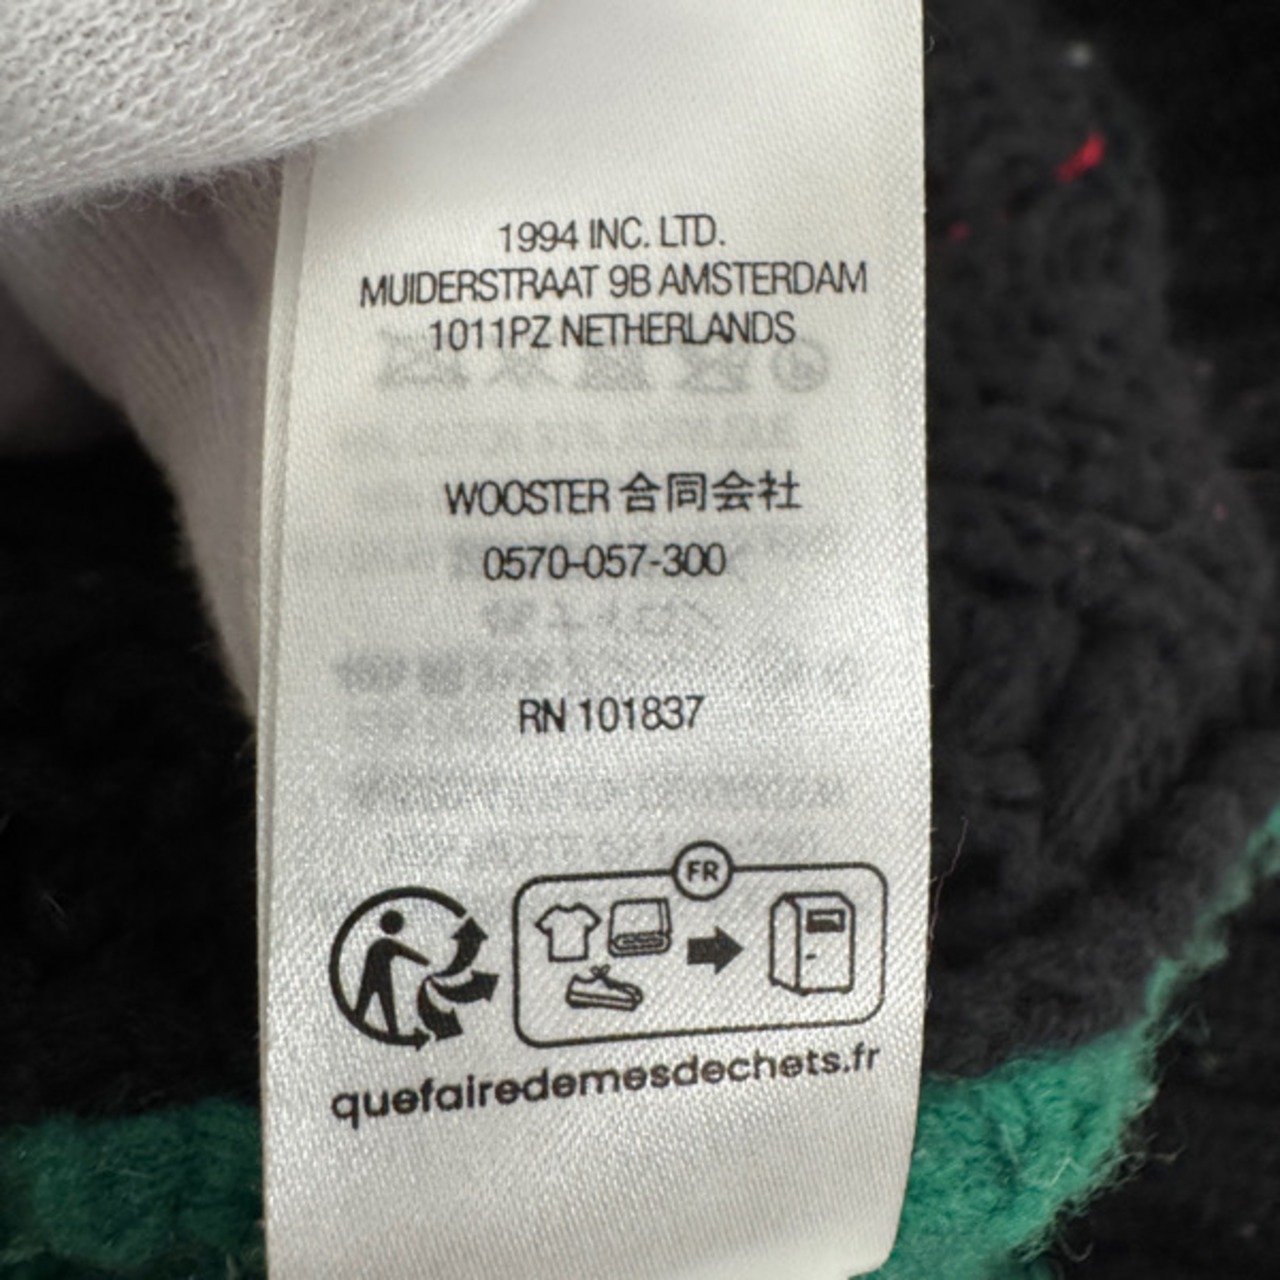 1994 INC. LTD.
MUIDERSTRAAT 9B AMSTERDAM
1011PZ NETHERLANDS
WOOSTER 合同会社
0570-057-300
RN 101837
FR
quefairedemesdechets.fr